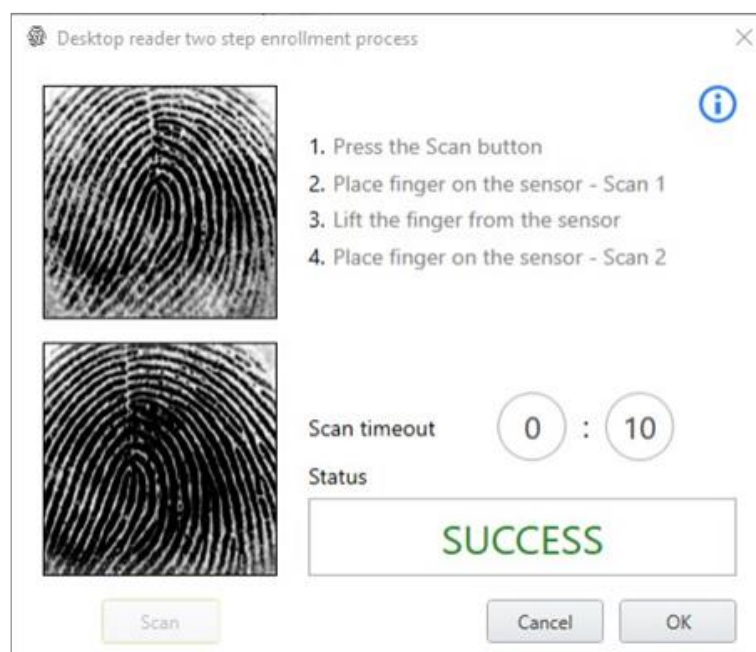 Desktop reader two step enrollment process
1. Press the Scan button
2. Place finger on the sensor - Scan 1
3. Lift the finger from the sensor
4. Place finger on the sensor - Scan 2
Scan timeout 0 : 10
Status
SUCCESS
Scan Cancel OK